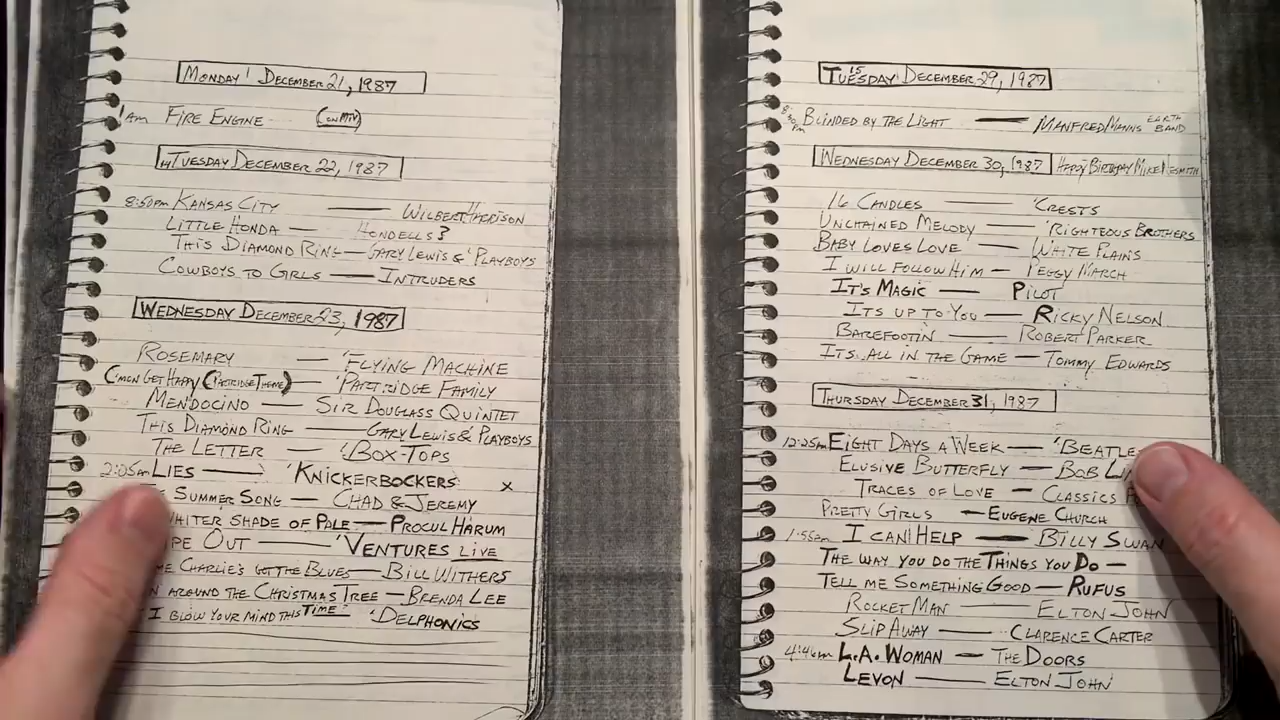 MONDAY DECEMBER 21, 1987
1AM FIRE ENGINE (ON MTV)
TUESDAY DECEMBER 22, 1987
8:50PM KANSAS CITY — WILBERT HARRISON
LITTLE HONDA — HONDELLS?
THIS DIAMOND RING — GARY LEWIS & 'PLAYBOYS
COWBOYS TO GIRLS — INTRUDERS
WEDNESDAY DECEMBER 23, 1987
ROSEMARY — 'FLYING MACHINE
C'MON GET HAPPY (PARTRIDGE THEME) — 'PARTRIDGE FAMILY
MENDOCINO — SIR DOUGLASS QUINTET
THIS DIAMOND RING — GARY LEWIS & 'PLAYBOYS
THE LETTER — 'BOX-TOPS
2:05AM LIES — 'KNICKERBOCKERS X
SUMMER SONG — CHAD & JEREMY
WHITER SHADE OF PALE — PROCUL HARUM
PE OUT — 'VENTURES LIVE
ME CHARLIE'S GOT THE BLUES — BILL WITHERS
N AROUND THE CHRISTMAS TREE — BRENDA LEE
I BLOW YOUR MIND THIS TIME — 'DELPHONICS
TUESDAY DECEMBER 29, 1987
BLINDED BY THE LIGHT — MANFRED MANNS EARTH BAND
WEDNESDAY DECEMBER 30, 1987 HAPPY BIRTHDAY MIKE NESMITH
16 CANDLES — 'CRESTS
UNCHAINED MELODY — 'RIGHTEOUS BROTHERS
BABY LOVES LOVE — WHITE PLAINS
I WILL FOLLOW HIM — PEGGY MARCH
IT'S MAGIC — PILOT
ITS UP TO YOU — RICKY NELSON
BAREFOOTIN' — ROBERT PARKER
ITS ALL IN THE GAME — TOMMY EDWARDS
THURSDAY DECEMBER 31, 1987
12:25AM EIGHT DAYS A WEEK — 'BEATLE
ELUSIVE BUTTERFLY — BOB LI
TRACES OF LOVE — CLASSICS
PRETTY GIRLS — EUGENE CHURCH
1:55AM I CAN HELP — BILLY SWAN
THE WAY YOU DO THE THINGS YOU DO —
TELL ME SOMETHING GOOD — RUFUS
ROCKET MAN — ELTON JOHN
SLIP AWAY — CLARENCE CARTER
4:46AM L.A. WOMAN — THE DOORS
LEVON — ELTON JOHN